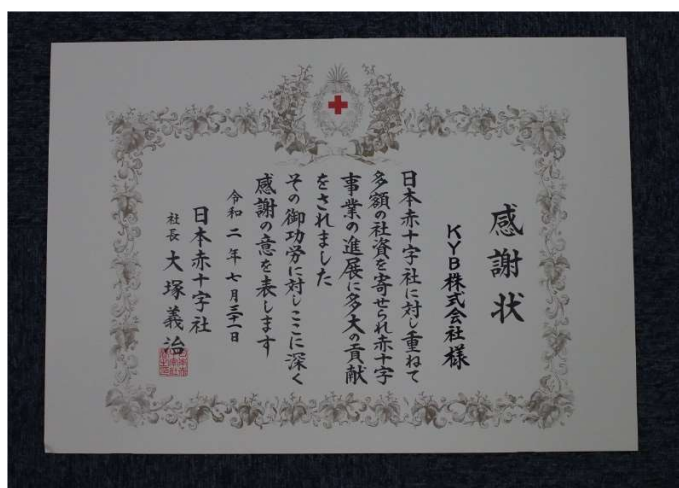 感謝状
KYB株式会社様
日本赤十字社に対し重ねて
多額の社資を寄せられ赤十字
事業の進展に多大の貢献
をされました
その御功労に対しここに深く
感謝の意を表します
令和二年七月三十一日
日本赤十字社
社長 大塚義治